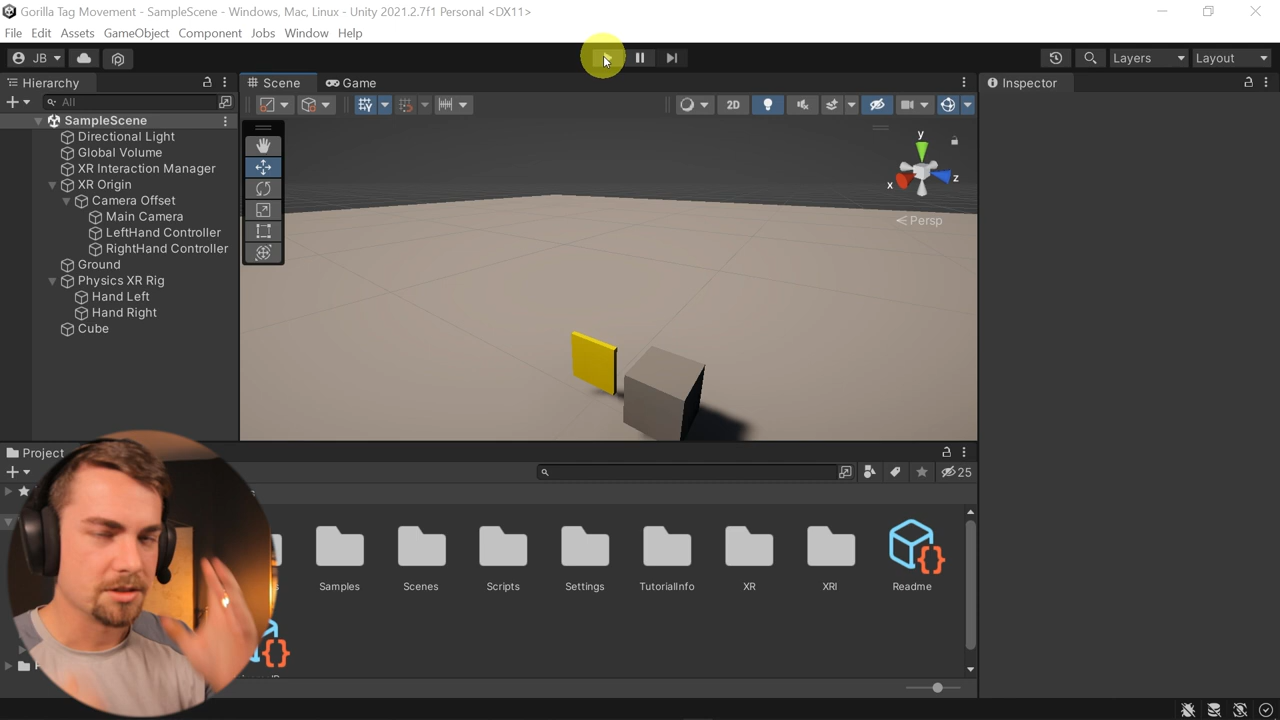 Gorilla Tag Movement - SampleScene - Windows, Mac, Linux - Unity 2021.2.7f1 Personal <DX11>
File Edit Assets GameObject Component Jobs Window Help
JB Layers Layout
Hierarchy
All
SampleScene
Directional Light
Global Volume
XR Interaction Manager
XR Origin
Camera Offset
Main Camera
LeftHand Controller
RightHand Controller
Ground
Physics XR Rig
Hand Left
Hand Right
Cube
Scene Game
2D
y
x
z
Persp
Inspector
Project
25
Samples
Scenes
Scripts
Settings
TutorialInfo
XR
XRI
Readme